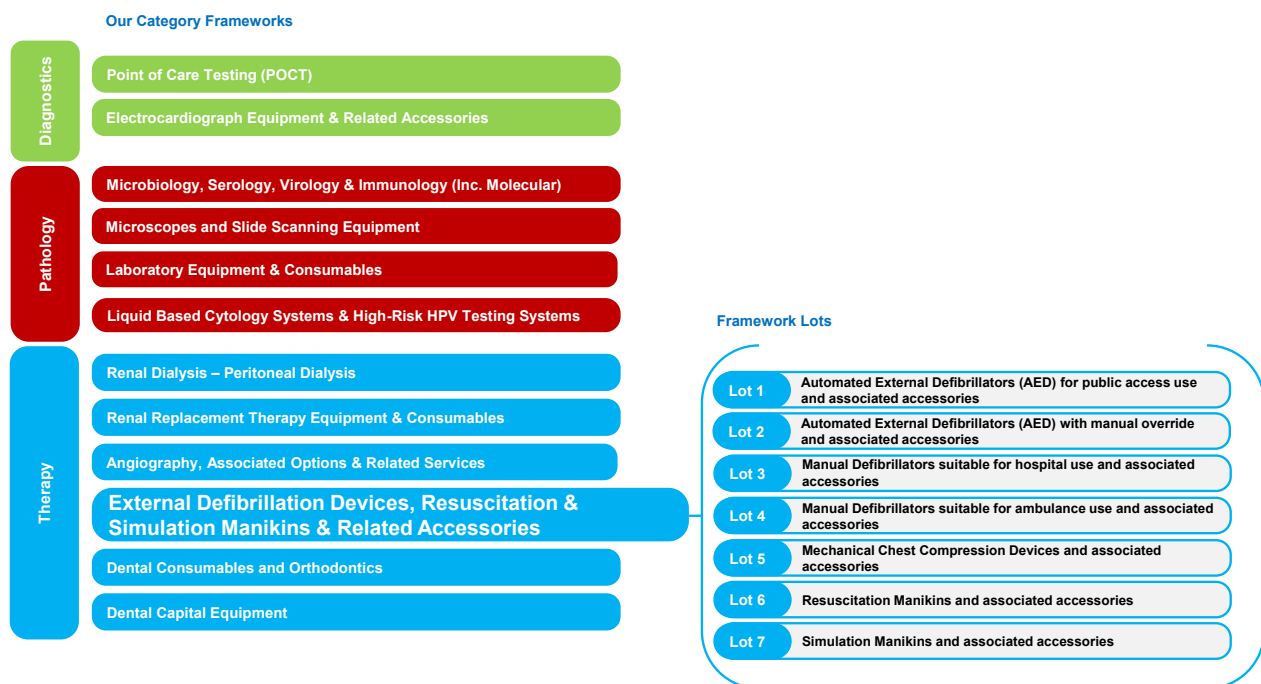 Our Category Frameworks
Diagnostics
Point of Care Testing (POCT)
Electrocardiograph Equipment & Related Accessories
Pathology
Microbiology, Serology, Virology & Immunology (Inc. Molecular)
Microscopes and Slide Scanning Equipment
Laboratory Equipment & Consumables
Liquid Based Cytology Systems & High-Risk HPV Testing Systems
Therapy
Renal Dialysis – Peritoneal Dialysis
Renal Replacement Therapy Equipment & Consumables
Angiography, Associated Options & Related Services
External Defibrillation Devices, Resuscitation &
Simulation Manikins & Related Accessories
Dental Consumables and Orthodontics
Dental Capital Equipment
Framework Lots
Lot 1
Automated External Defibrillators (AED) for public access use
and associated accessories
Lot 2
Automated External Defibrillators (AED) with manual override
and associated accessories
Lot 3
Manual Defibrillators suitable for hospital use and associated
accessories
Lot 4
Manual Defibrillators suitable for ambulance use and associated
accessories
Lot 5
Mechanical Chest Compression Devices and associated
accessories
Lot 6
Resuscitation Manikins and associated accessories
Lot 7
Simulation Manikins and associated accessories